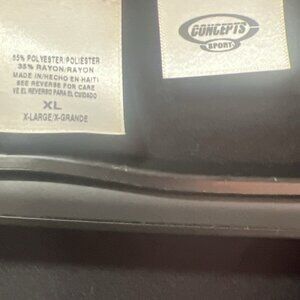 65% POLYESTER/POLIESTER
35% RAYON/RAYON
MADE IN/HECHO EN HAITI
SEE REVERSE FOR CARE
VE EL REVERSO PARA EL CUIDADO
XL
X-LARGE/X-GRANDE
CONCEPTS
SPORT